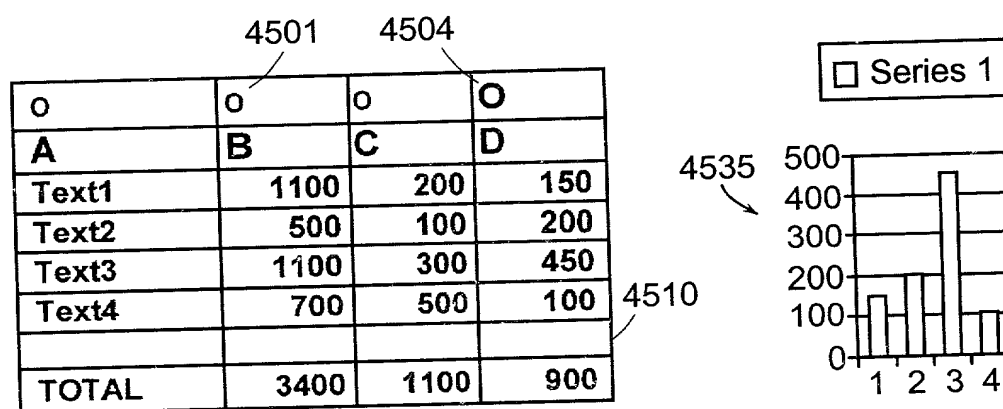 4501 4504
o o o O
A B C D
Text1 1100 200 150
Text2 500 100 200
Text3 1100 300 450
Text4 700 500 100
4510
TOTAL 3400 1100 900
Series 1
4535
500
400
300
200
100
0
1 2 3 4